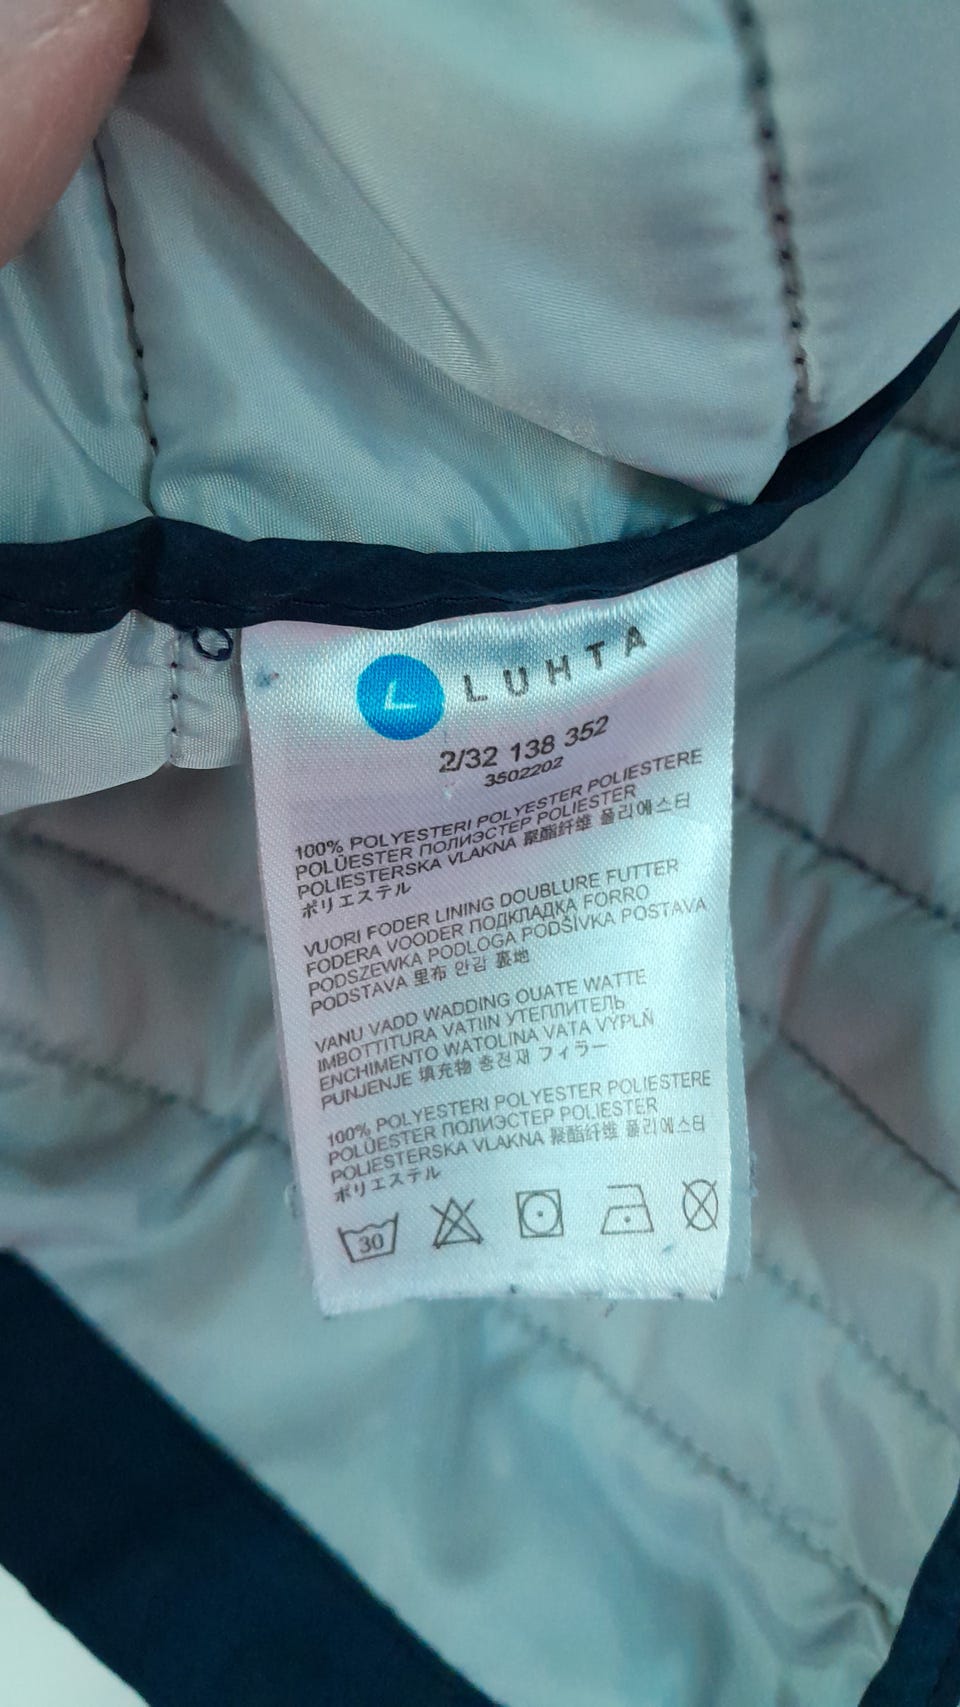 L LUHTA
2/32 138 352
3502202
100% POLYESTERI POLYESTER POLIESTERE
POLÜESTER ПОЛИЭСТЕР POLIESTER
POLIESTERSKA VLAKNA 聚酯纤维 폴리에스터
ポリエステル
VUORI FODER LINING DOUBLURE FUTTER
FODERA VOODER ПОДКЛАДКА FORRO
PODSZEWKA PODLOGA PODŠÍVKA POSTAVA
PODSTAVA 里布 안감 裏地
VANU VADD WADDING OUATE WATTE
IMBOTTITURA VATIIN УТЕПЛИТЕЛЬ
ENCHIMENTO WATOLINA VATA VÝPLŇ
PUNJENJE 填充物 충전재 フィラー
100% POLYESTERI POLYESTER POLIESTERE
POLÜESTER ПОЛИЭСТЕР POLIESTER
POLIESTERSKA VLAKNA 聚酯纤维 폴리에스터
ポリエステル
30